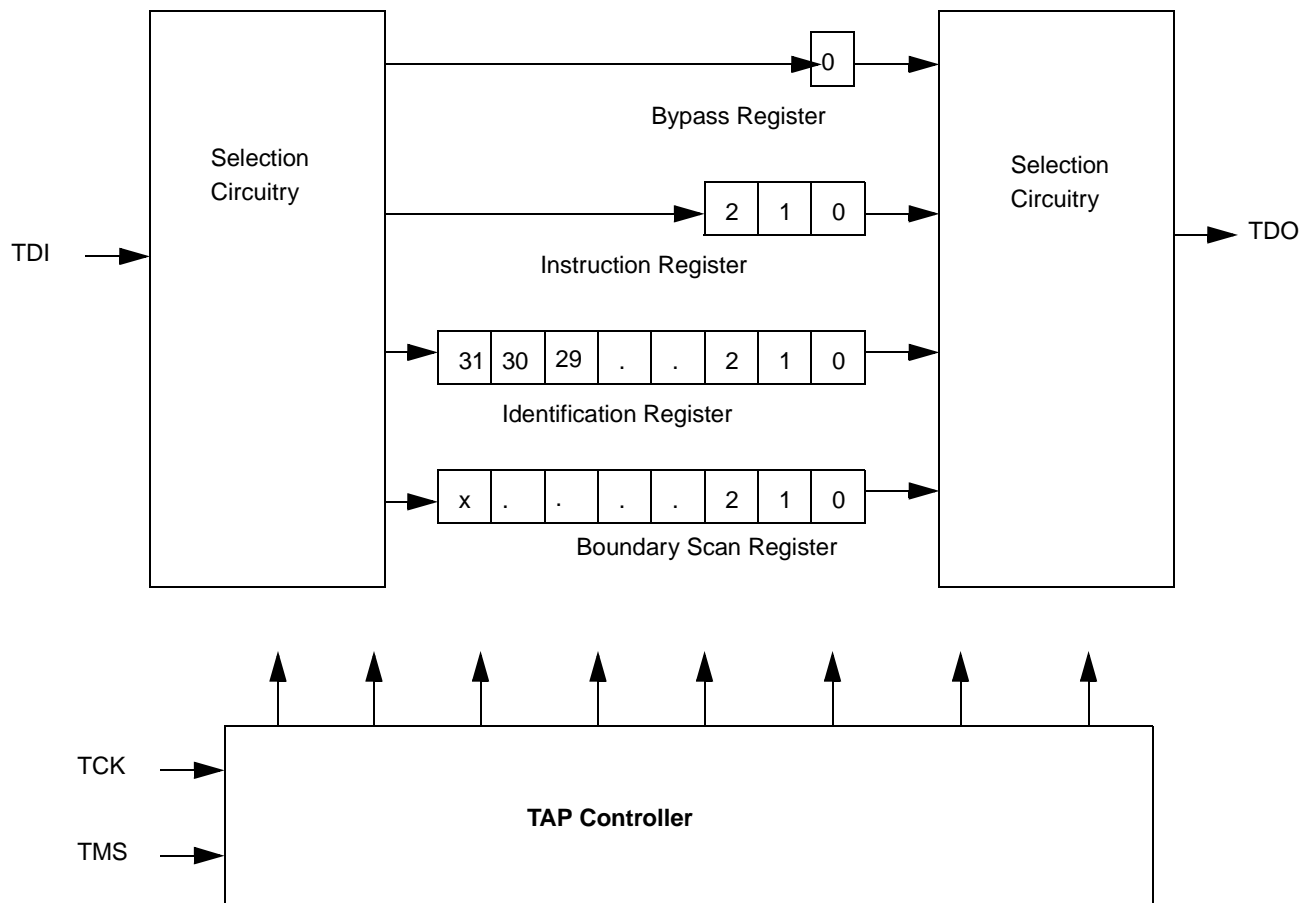 0
Bypass Register
Selection
Circuitry
Selection
Circuitry
2 1 0
TDI
TDO
Instruction Register
31 30 29 . . 2 1 0
Identification Register
x . . . . 2 1 0
Boundary Scan Register
TCK
TAP Controller
TMS